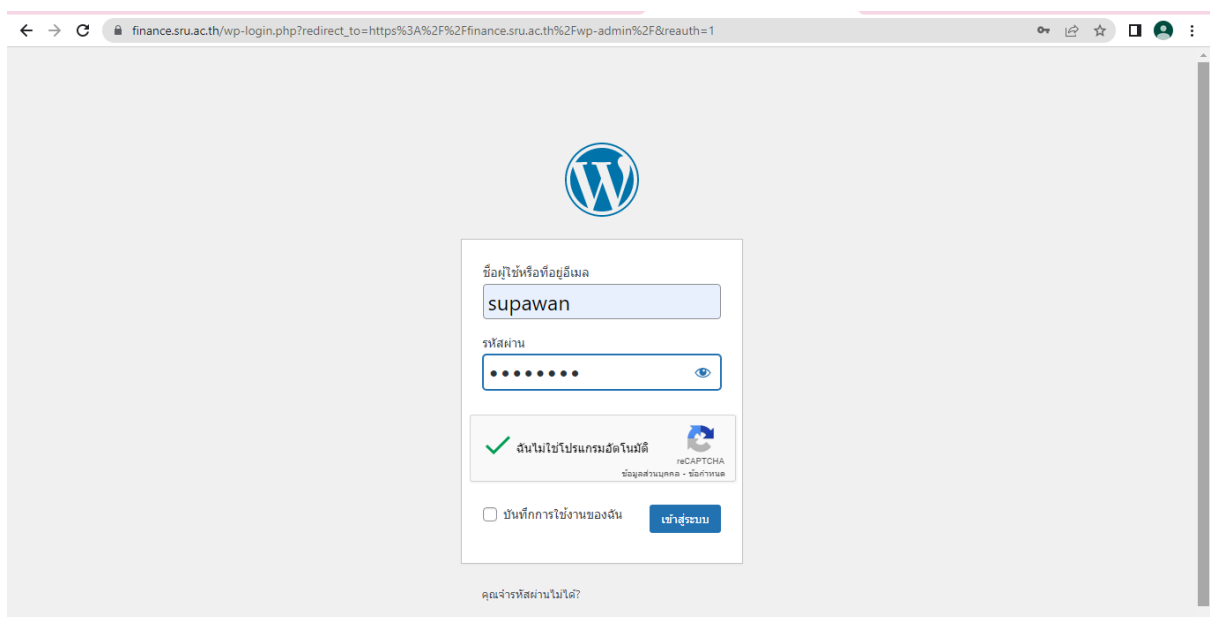 finance.sru.ac.th/wp-login.php?redirect_to=https%3A%2F%2Ffinance.sru.ac.th%2Fwp-admin%2F&reauth=1
ชื่อผู้ใช้หรือที่อยู่อีเมล
supawan
รหัสผ่าน
••••••••
ฉันไม่ใช่โปรแกรมอัตโนมัติ
reCAPTCHA
ข้อมูลส่วนบุคคล - ข้อกำหนด
บันทึกการใช้งานของฉัน
เข้าสู่ระบบ
คุณจำรหัสผ่านไม่ได้?